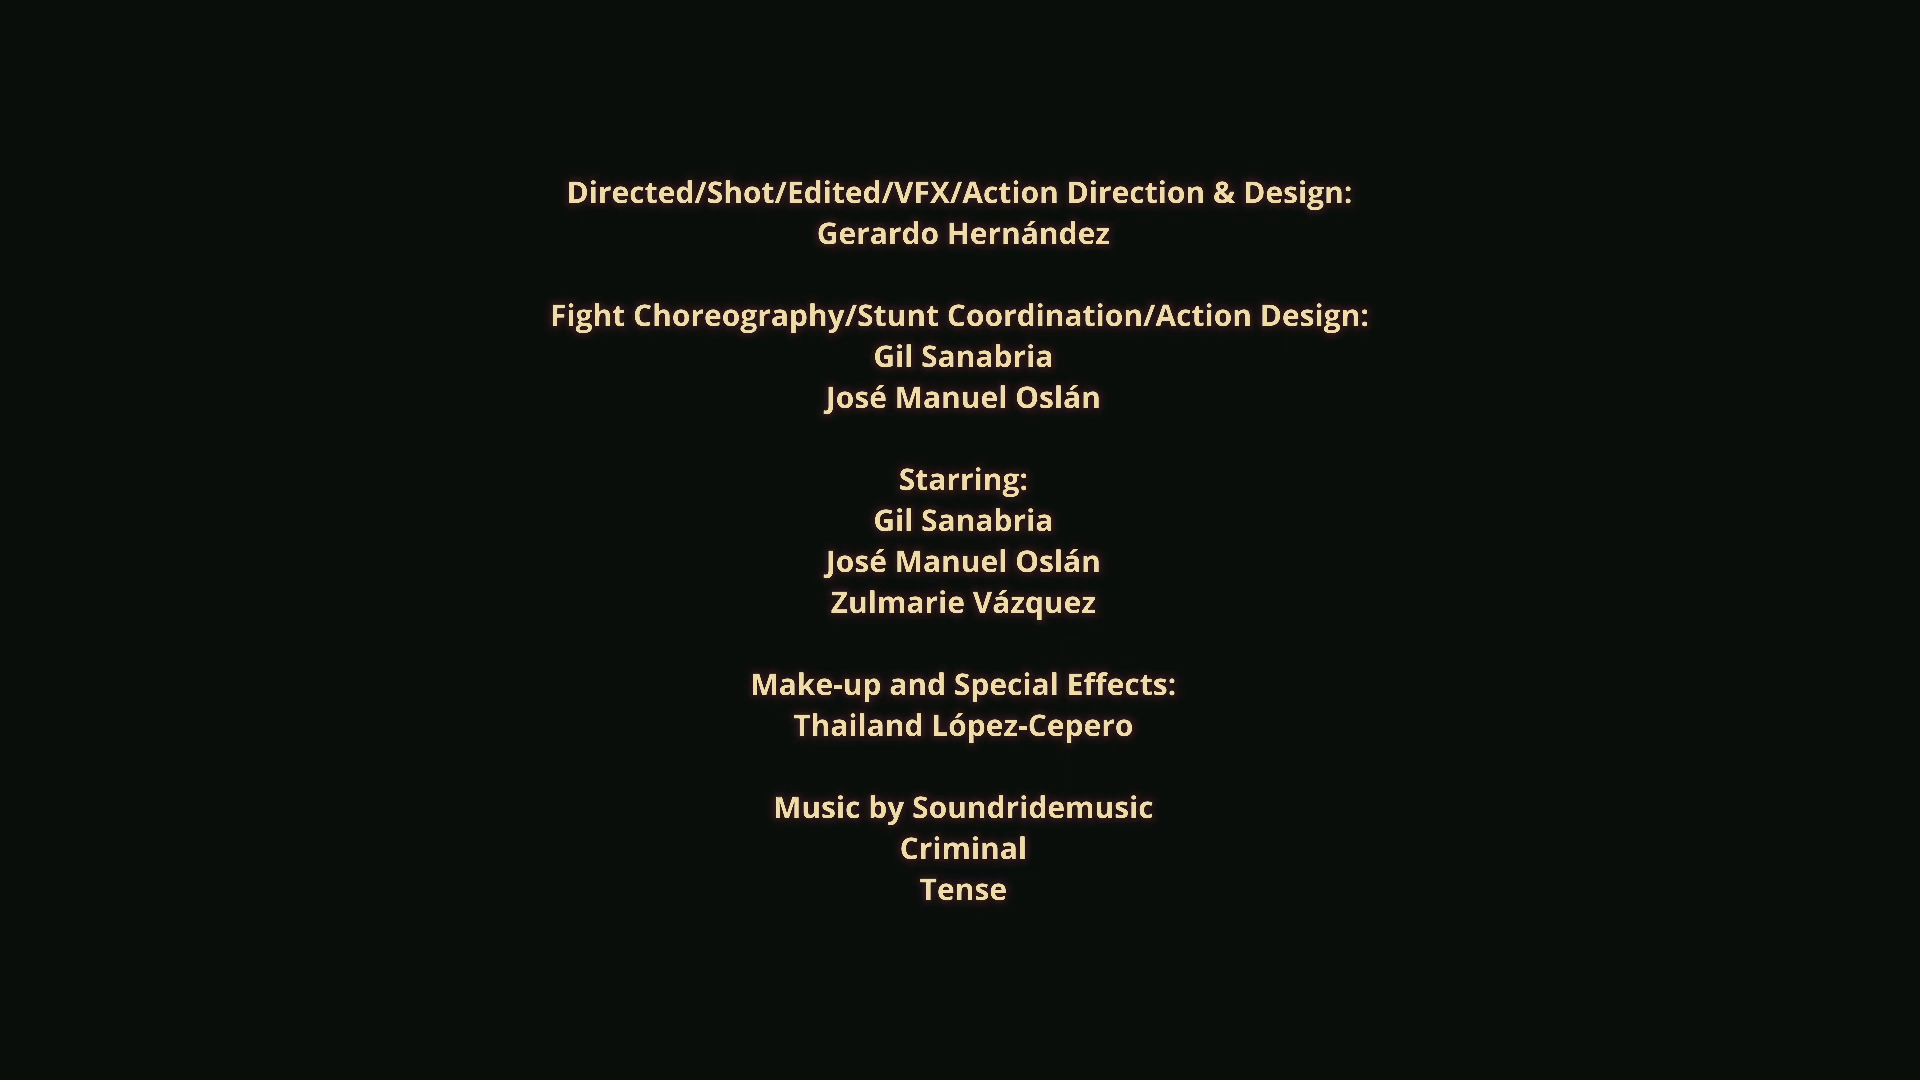 Directed/Shot/Edited/VFX/Action Direction & Design:
Gerardo Hernández
Fight Choreography/Stunt Coordination/Action Design:
Gil Sanabria
José Manuel Oslán
Starring:
Gil Sanabria
José Manuel Oslán
Zulmarie Vázquez
Make-up and Special Effects:
Thailand López-Cepero
Music by Soundridemusic
Criminal
Tense